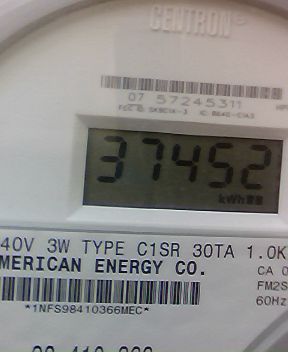 CENTRON®
07 57245311
37452
kWh
40V 3W TYPE C1SR 30TA 1.0K
MERICAN ENERGY CO.
CA 0
FM2S
60Hz
*1NFS98410366MEC*